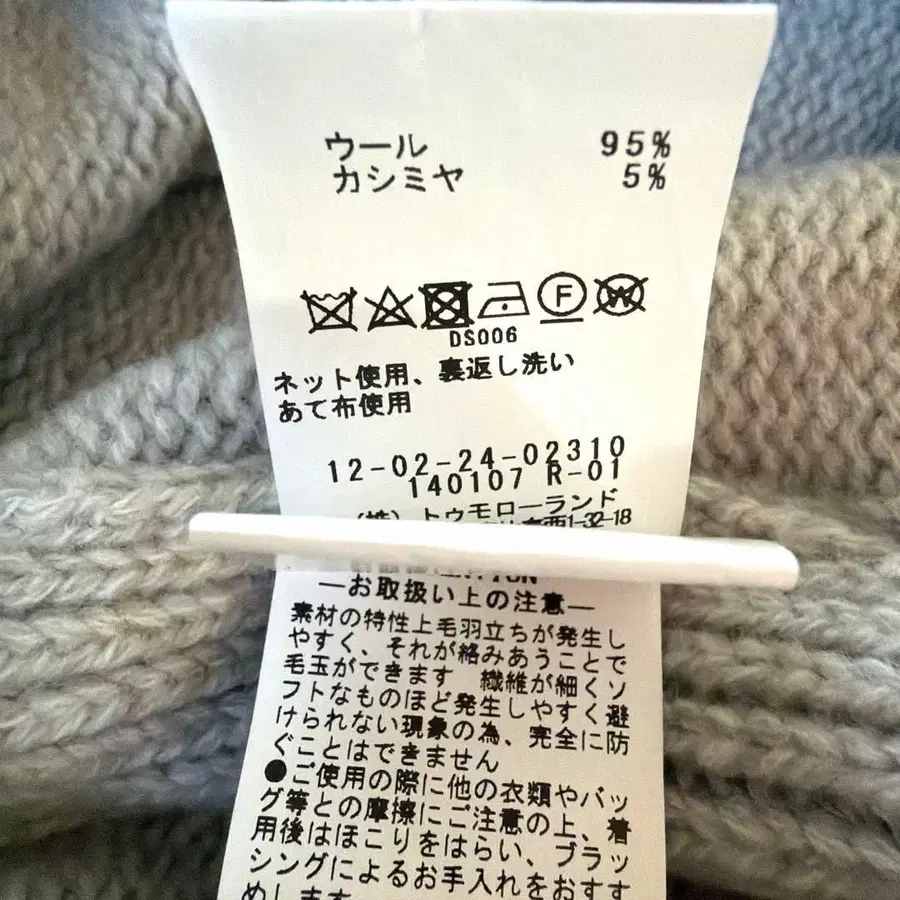 ウール 95%
カシミヤ 5%
F W
DS006
ネット使用、裏返し洗い
あて布使用
12-02-24-02310
140107 R-01
(株) トゥモローランド
西1-32-18
―お取扱い上の注意―
素材の特性上毛羽立ちが発生し
やすく、それが絡みあうことで
毛玉ができます 繊維が細くソ
フトなものほど発生しやすく避
けられない現象の為、完全に防
ぐことはできません
●ご使用の際に他の衣類やバッ
グ等との摩擦にご注意の上、着
用後はほこりをはらい、ブラッ
シングによるお手入れをおすす
めします